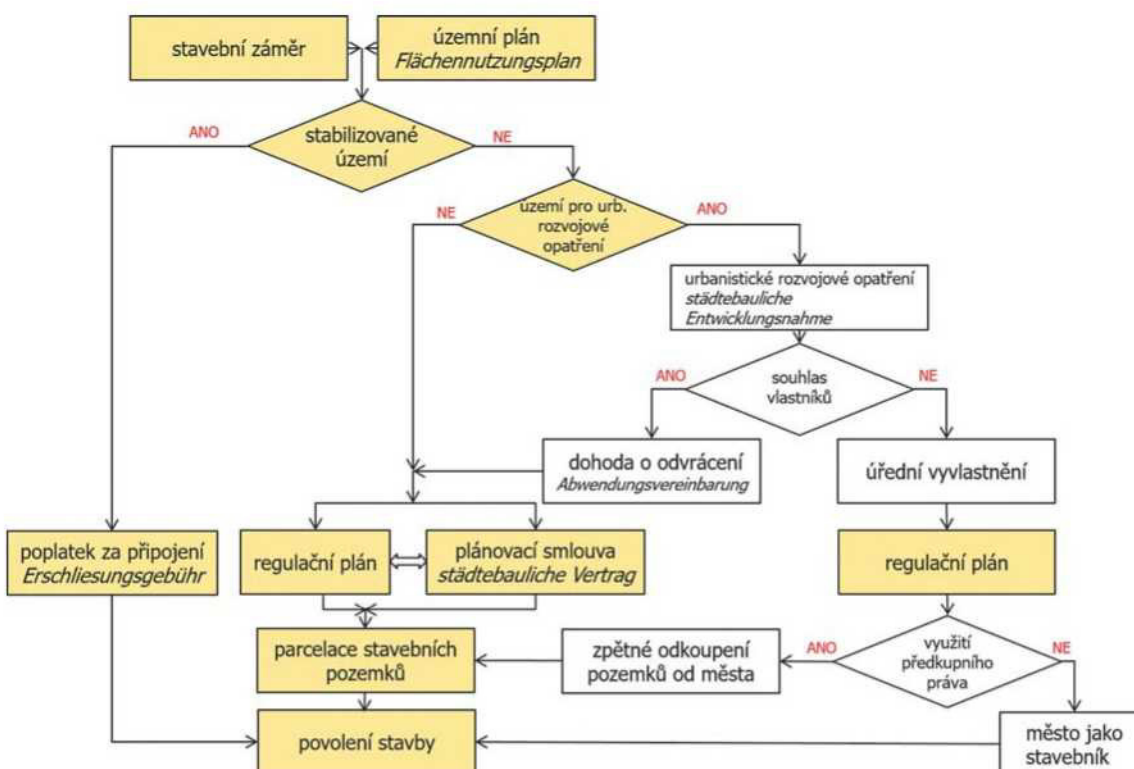 stavební záměr
územní plán
Flächennutzungsplan
ANO
stabilizované
území
NE
NE
území pro urb.
rozvojové
opatření
ANO
urbanistické rozvojové opatření
städtebauliche
Entwicklungsnahme
ANO
souhlas
vlastníků
NE
dohoda o odvrácení
Abwendungsvereinbarung
úřední vyvlastnění
poplatek za připojení
Erschliesungsgebühr
regulační plán
plánovací smlouva
städtebauliche Vertrag
regulační plán
parcelace stavebních
pozemků
zpětné odkoupení
pozemků od města
ANO
využití
předkupního
práva
NE
povolení stavby
město jako
stavebník